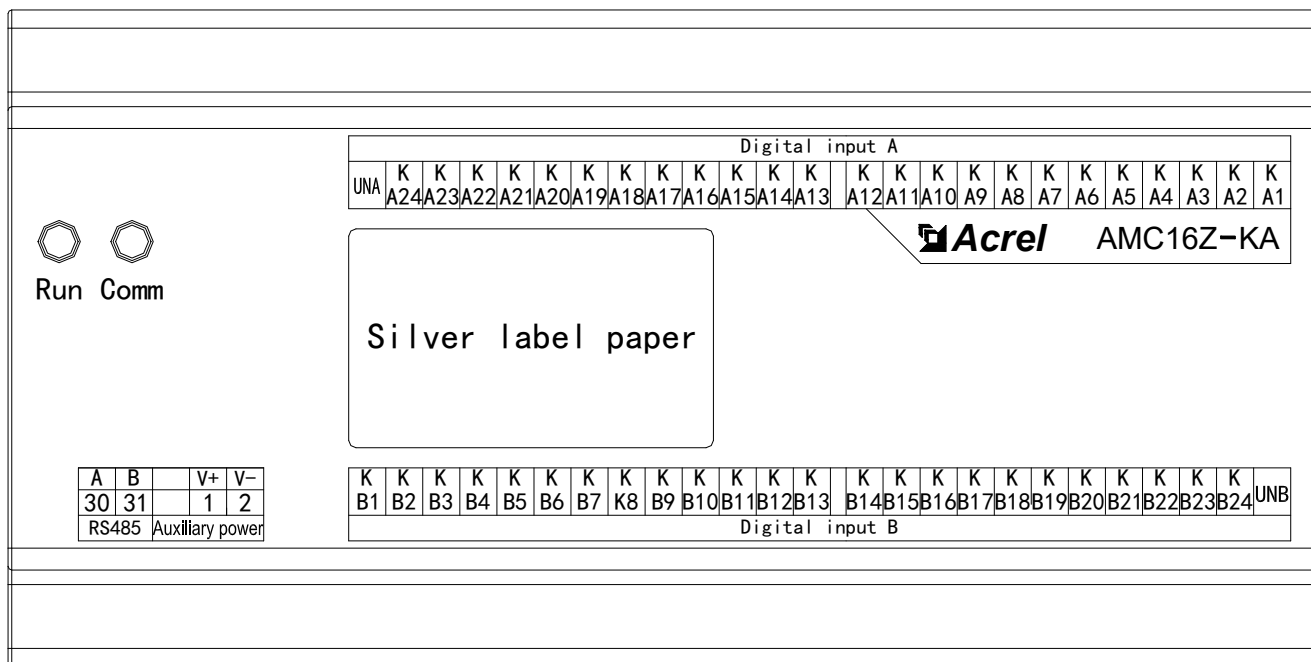 Digital input A
K K K K K K K K K K K K K K K K K K K K K K K K
UNA A24 A23 A22 A21 A20 A19 A18 A17 A16 A15 A14 A13 A12 A11 A10 A9 A8 A7 A6 A5 A4 A3 A2 A1
Acrel AMC16Z-KA
Run Comm
Silver label paper
A B V+ V-
30 31 1 2
RS485 Auxiliary power
K K K K K K K K K K K K K K K K K K K K K K K K
B1 B2 B3 B4 B5 B6 B7 K8 B9 B10 B11 B12 B13 B14 B15 B16 B17 B18 B19 B20 B21 B22 B23 B24 UNB
Digital input B